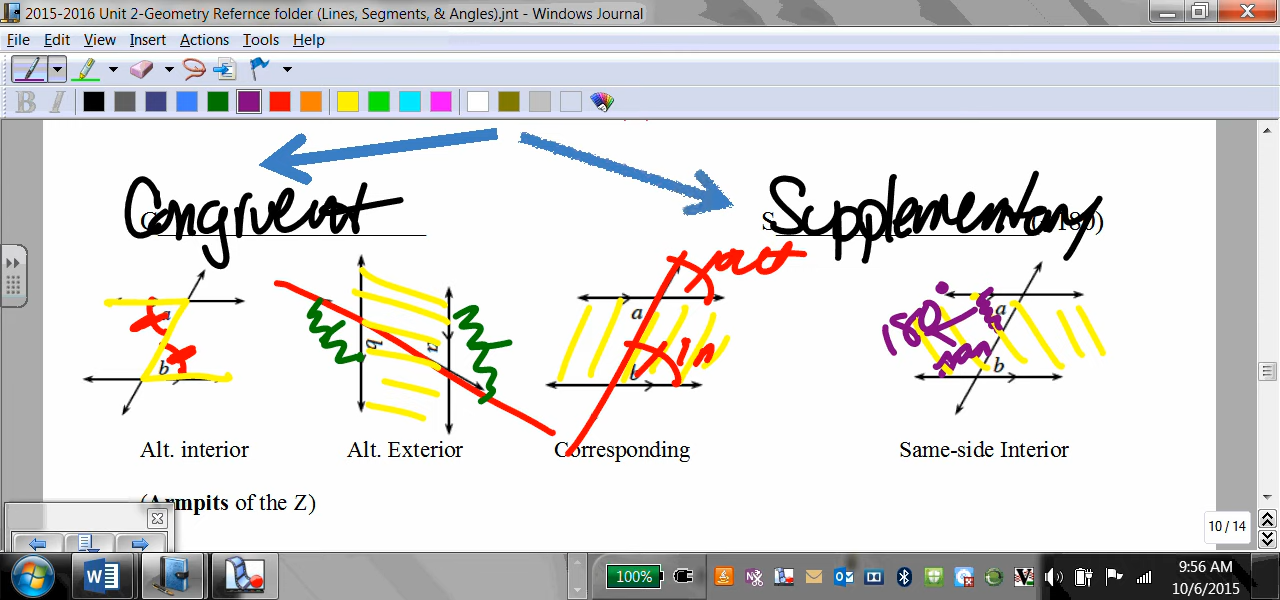 2015-2016 Unit 2-Geometry Refernce folder (Lines, Segments, & Angles).jnt - Windows Journal
File Edit View Insert Actions Tools Help
B I
Congruent
Supplementary 180)
a
b
b
a
a
b
a
b
180
Alt. interior Alt. Exterior Corresponding Same-side Interior
(Armpits of the Z)
10 / 14
100%
9:56 AM
10/6/2015